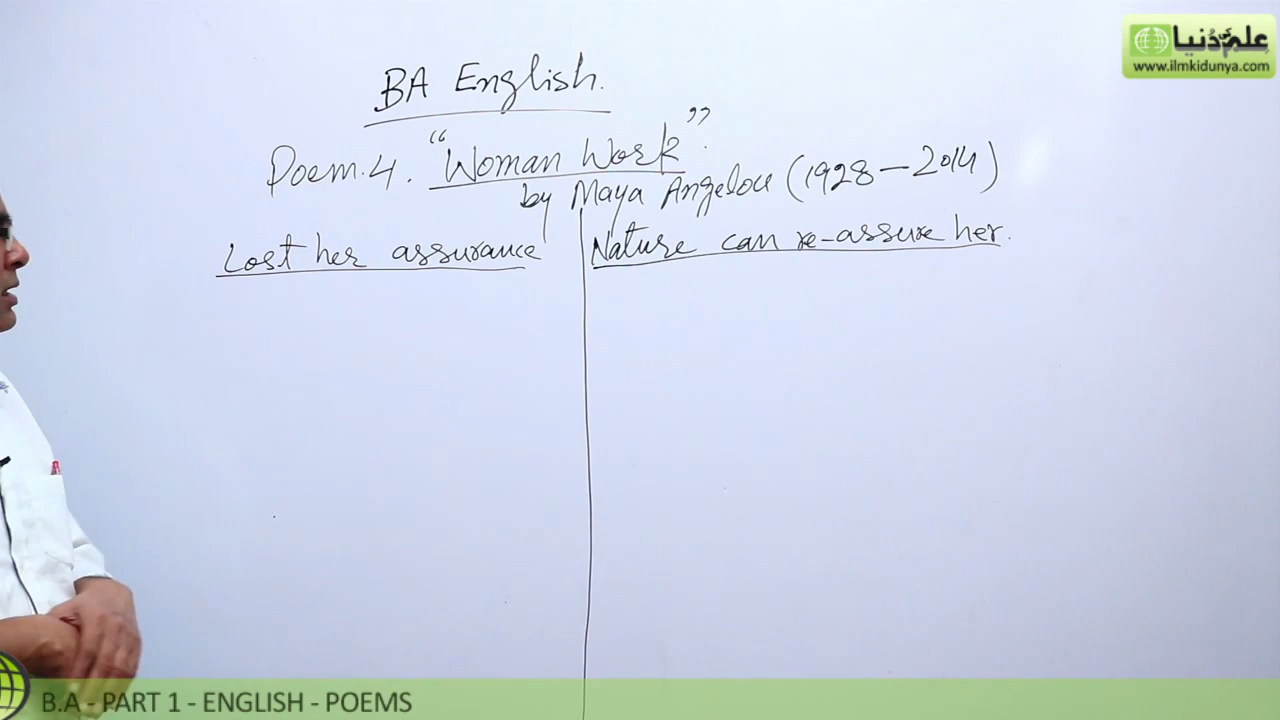 علم کی دُنیا
www.ilmkidunya.com
BA English.
Poem.4. "Woman Work".
by Maya Angelou (1928-2014)
Lost her assurance
Nature can re-assure her.
B.A - PART 1 - ENGLISH - POEMS